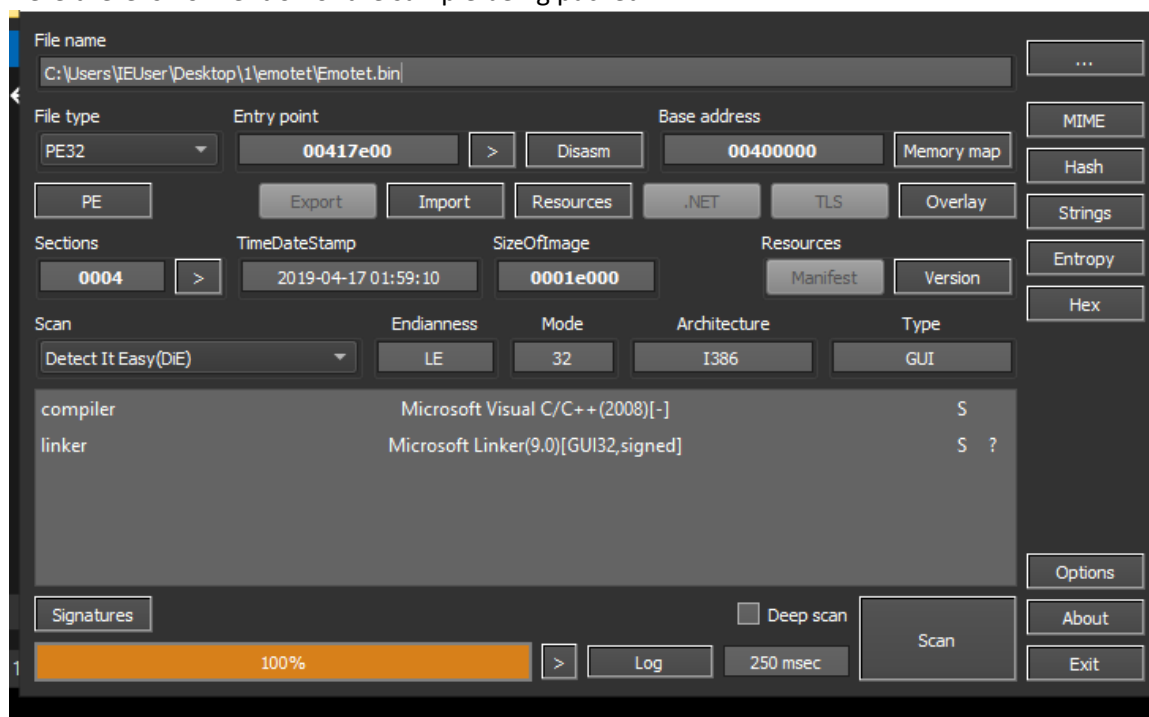 File name
C:\Users\IEUser\Desktop\1\emotet\Emotet.bin
...
File type Entry point Base address
PE32 00417e00 > Disasm 00400000 Memory map
MIME
Hash
PE Export Import Resources .NET TLS Overlay
Strings
Sections TimeDateStamp SizeOfImage Resources
0004 > 2019-04-17 01:59:10 0001e000 Manifest Version
Entropy
Hex
Scan Endianness Mode Architecture Type
Detect It Easy(DiE) LE 32 I386 GUI
compiler Microsoft Visual C/C++(2008)[-] S
linker Microsoft Linker(9.0)[GUI32,signed] S ?
Options
Signatures Deep scan Scan About
100% > Log 250 msec Exit